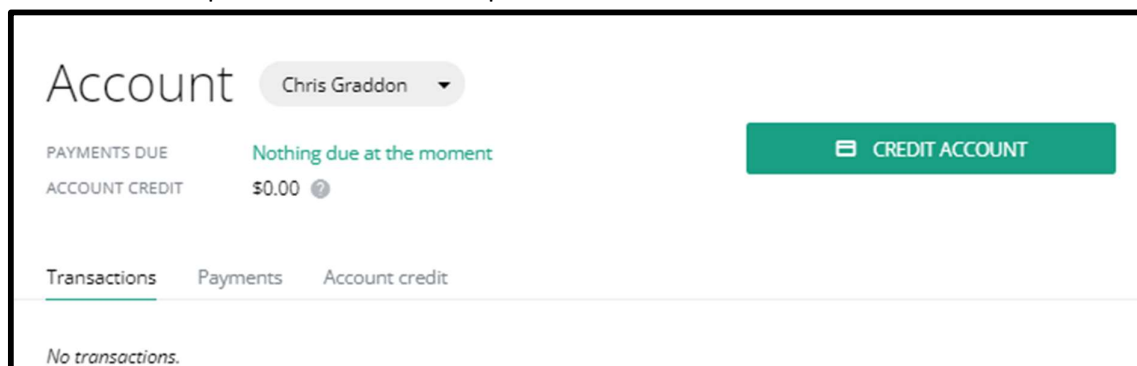 Account Chris Graddon
PAYMENTS DUE Nothing due at the moment
CREDIT ACCOUNT
ACCOUNT CREDIT $0.00 ?
Transactions Payments Account credit
No transactions.